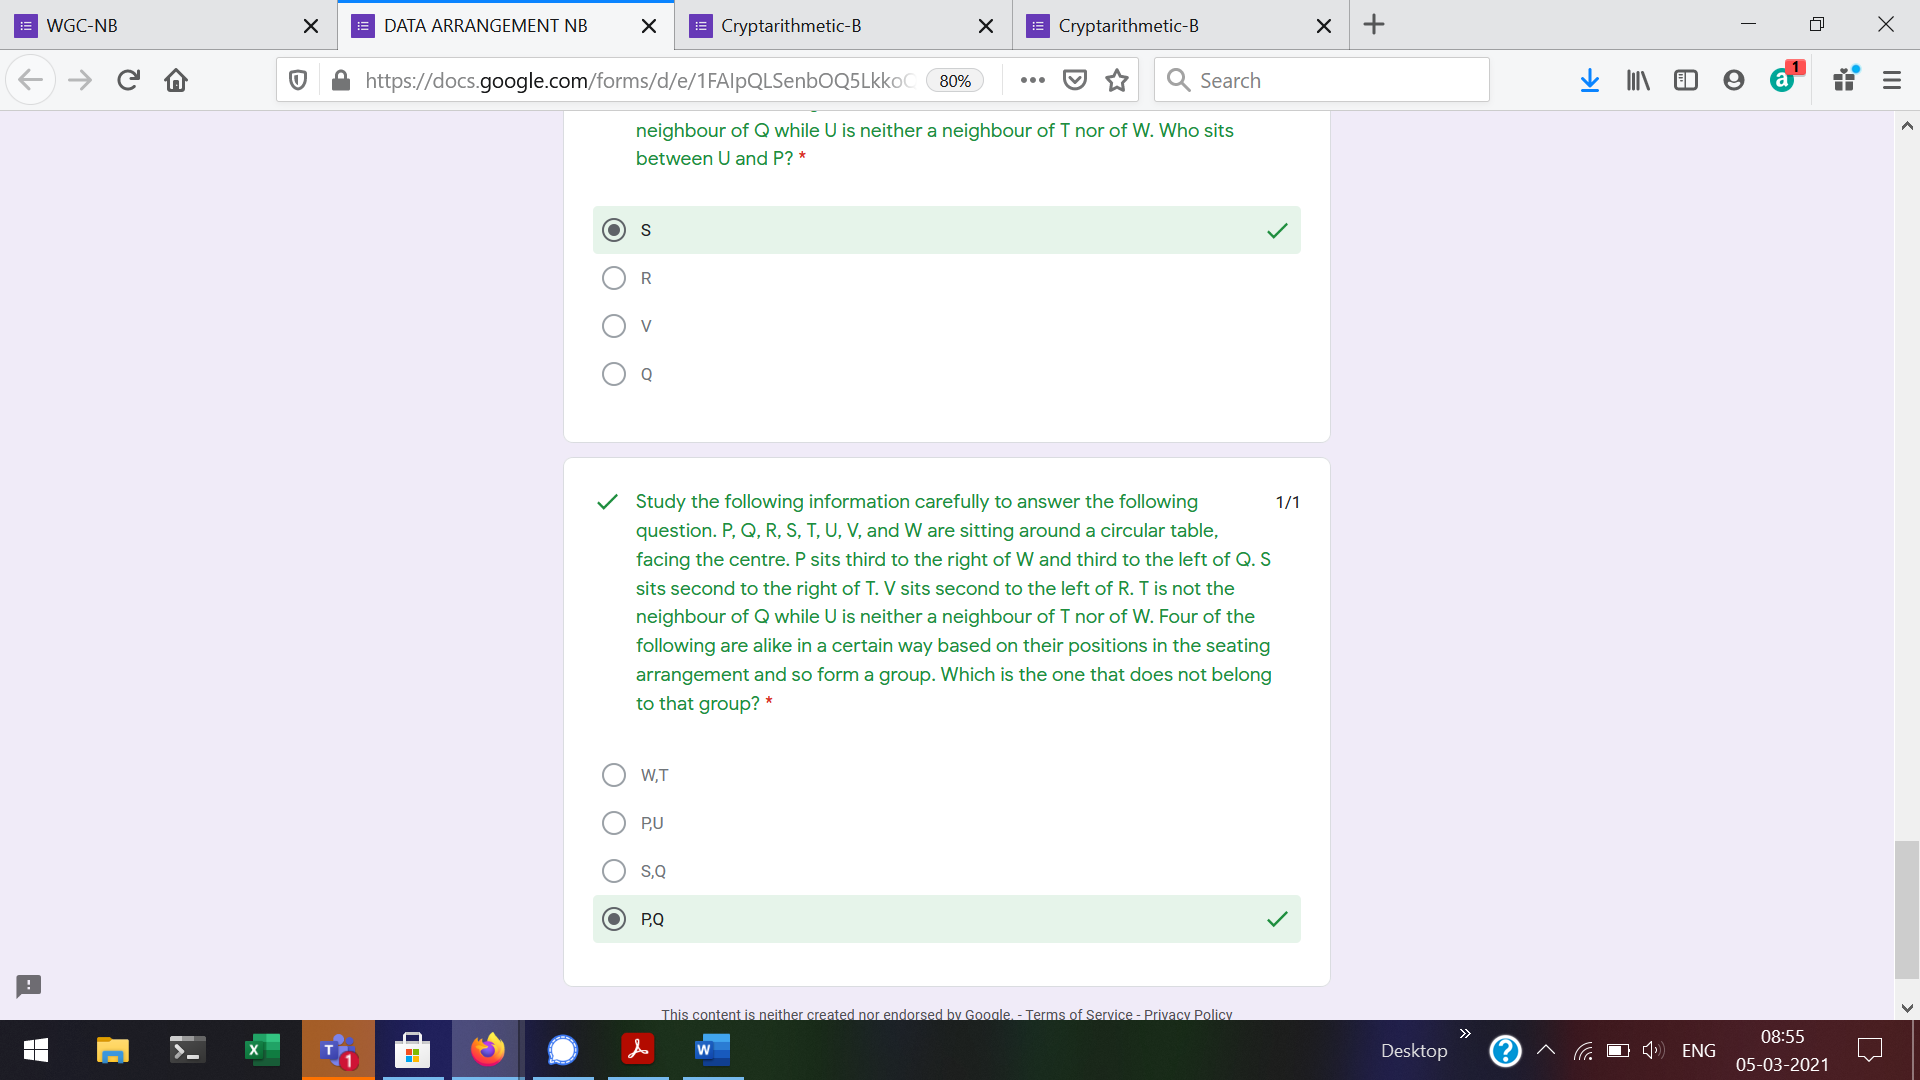 WGC-NB
DATA ARRANGEMENT NB
Cryptarithmetic-B
Cryptarithmetic-B
https://docs.google.com/forms/d/e/1FAIpQLSenbOQ5Lkko
80%
Search
1
neighbour of Q while U is neither a neighbour of T nor of W. Who sits
between U and P? *
S
R
V
Q
Study the following information carefully to answer the following
1/1
question. P, Q, R, S, T, U, V, and W are sitting around a circular table,
facing the centre. P sits third to the right of W and third to the left of Q. S
sits second to the right of T. V sits second to the left of R. T is not the
neighbour of Q while U is neither a neighbour of T nor of W. Four of the
following are alike in a certain way based on their positions in the seating
arrangement and so form a group. Which is the one that does not belong
to that group? *
W,T
P,U
S,Q
P,Q
This content is neither created nor endorsed by Google. - Terms of Service - Privacy Policy
Desktop
ENG
08:55
05-03-2021
1